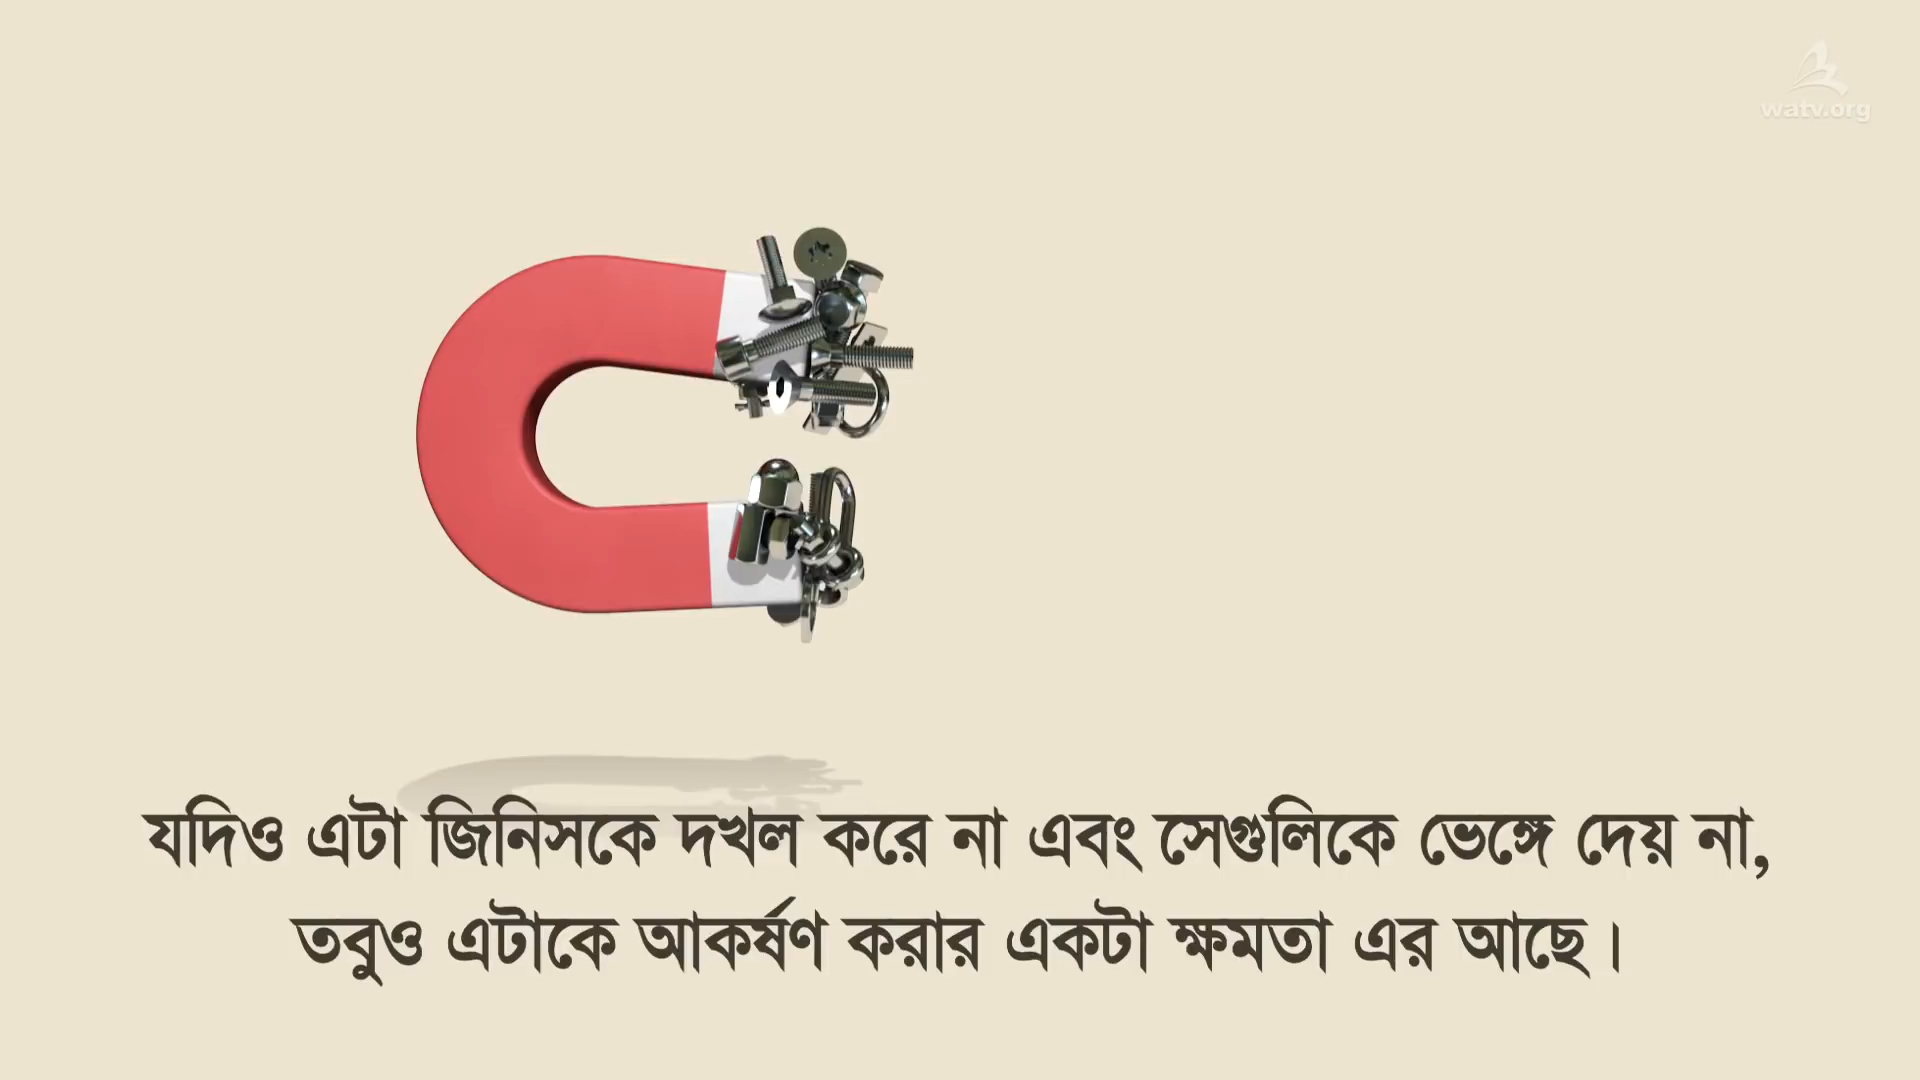 watv.org
যদিও এটা জিনিসকে দখল করে না এবং সেগুলিকে ভেঙ্গে দেয় না,
তবুও এটাকে আকর্ষণ করার একটা ক্ষমতা এর আছে।